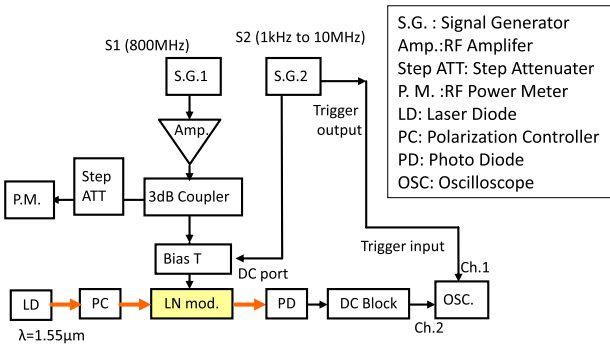 S1 (800MHz)
S2 (1kHz to 10MHz)
S.G.1
S.G.2
Trigger
output
Amp.
Step
ATT
P.M.
3dB Coupler
Bias T
DC port
Trigger input
Ch.1
LD
PC
LN mod.
PD
DC Block
OSC.
Ch.2
λ=1.55μm
S.G. : Signal Generator
Amp.:RF Amplifer
Step ATT: Step Attenuater
P. M. :RF Power Meter
LD: Laser Diode
PC: Polarization Controller
PD: Photo Diode
OSC: Oscilloscope